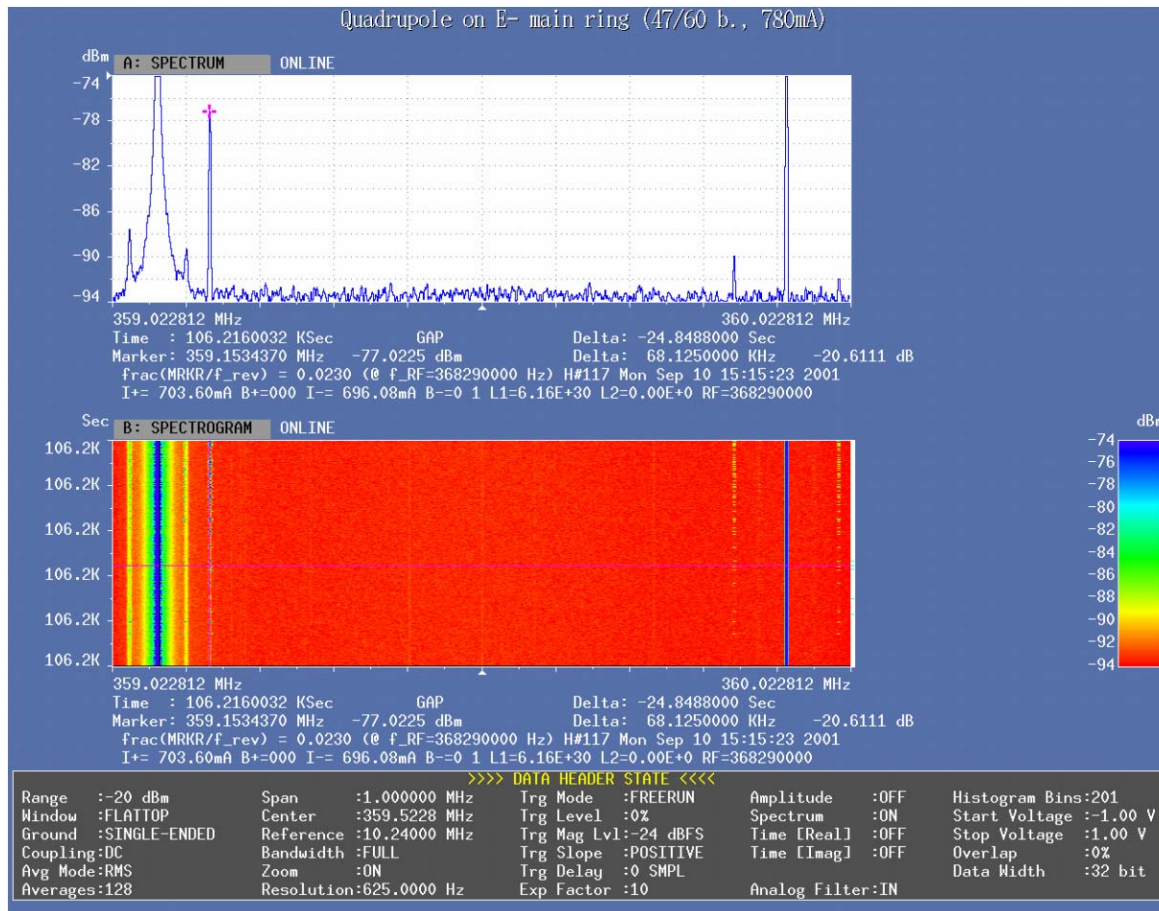 Quadrupole on E- main ring (47/60 b., 780mA)
dBm A: SPECTRUM ONLINE
-74
-78
-82
-86
-90
-94
359.022812 MHz 360.022812 MHz
Time : 106.2160032 KSec GAP Delta: -24.8488000 Sec
Marker: 359.1534370 MHz -77.0225 dBm Delta: 68.1250000 KHz -20.6111 dB
frac(MRKR/f_rev) = 0.0230 (@ f_RF=368290000 Hz) H#117 Mon Sep 10 15:15:23 2001
I+= 703.60mA B+=000 I-= 696.08mA B-=0 1 L1=6.16E+30 L2=0.00E+0 RF=368290000
Sec B: SPECTROGRAM ONLINE dBm
106.2K
106.2K
106.2K
106.2K
106.2K
106.2K
-74
-76
-78
-80
-82
-84
-86
-88
-90
-92
-94
359.022812 MHz 360.022812 MHz
Time : 106.2160032 KSec GAP Delta: -24.8488000 Sec
Marker: 359.1534370 MHz -77.0225 dBm Delta: 68.1250000 KHz -20.6111 dB
frac(MRKR/f_rev) = 0.0230 (@ f_RF=368290000 Hz) H#117 Mon Sep 10 15:15:23 2001
I+= 703.60mA B+=000 I-= 696.08mA B-=0 1 L1=6.16E+30 L2=0.00E+0 RF=368290000
>>>> DATA HEADER STATE <<<<
Range :-20 dBm Span :1.000000 MHz Trg Mode :FREERUN Amplitude :OFF Histogram Bins:201
Window :FLATTOP Center :359.5228 MHz Trg Level :0% Spectrum :ON Start Voltage :-1.00 V
Ground :SINGLE-ENDED Reference :10.24000 MHz Trg Mag Lvl:-24 dBFS Time [Real] :OFF Stop Voltage :1.00 V
Coupling:DC Bandwidth :FULL Trg Slope :POSITIVE Time [Imag] :OFF Overlap :0%
Avg Mode:RMS Zoom :ON Trg Delay :0 SMPL Data Width :32 bit
Averages:128 Resolution:625.0000 Hz Exp Factor :10 Analog Filter:IN